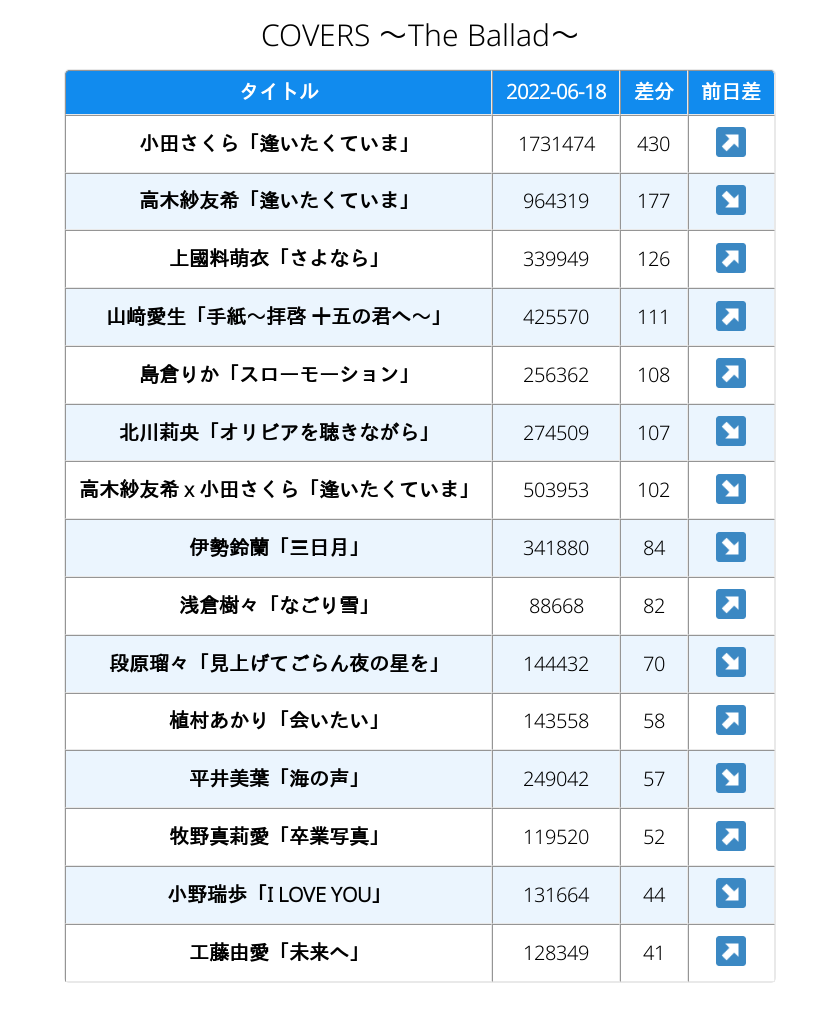 COVERS ～The Ballad～
タイトル 2022-06-18 差分 前日差
小田さくら「逢いたくていま」 1731474 430 ↗
高木紗友希「逢いたくていま」 964319 177 ↘
上國料萌衣「さよなら」 339949 126 ↗
山﨑愛生「手紙～拝啓 十五の君へ～」 425570 111 ↗
島倉りか「スローモーション」 256362 108 ↗
北川莉央「オリビアを聴きながら」 274509 107 ↘
高木紗友希 x 小田さくら「逢いたくていま」 503953 102 ↘
伊勢鈴蘭「三日月」 341880 84 ↘
浅倉樹々「なごり雪」 88668 82 ↗
段原瑠々「見上げてごらん夜の星を」 144432 70 ↘
植村あかり「会いたい」 143558 58 ↗
平井美葉「海の声」 249042 57 ↘
牧野真莉愛「卒業写真」 119520 52 ↗
小野瑞歩「I LOVE YOU」 131664 44 ↘
工藤由愛「未来へ」 128349 41 ↗